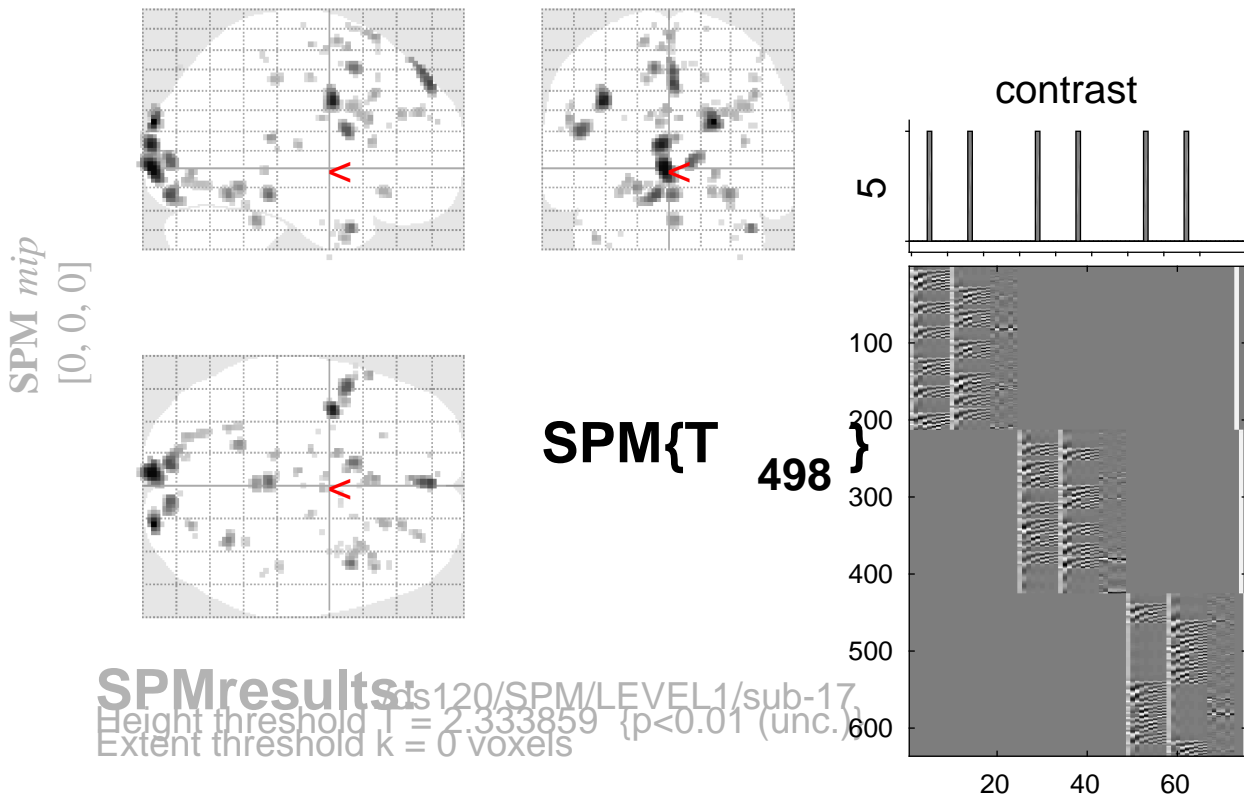 contrast
5
SPM mip
[0, 0, 0]
<
<
<
SPM{T498}
100
200
300
400
500
600
20 40 60
SPMresults: /ds120/SPM/LEVEL1/sub-17
Height threshold T = 2.333859 {p<0.01 (unc.)}
Extent threshold k = 0 voxels